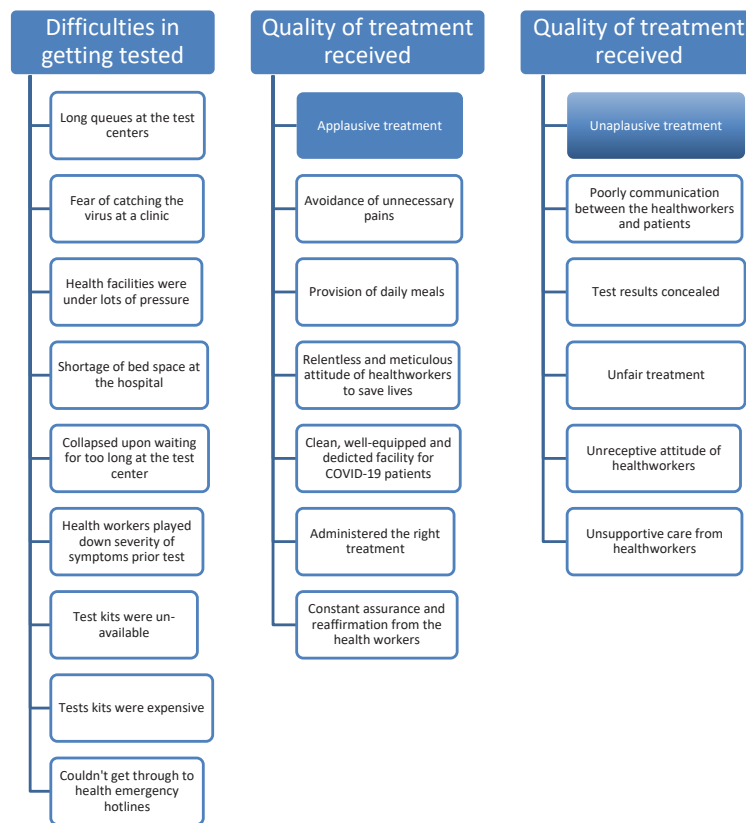 Difficulties in
getting tested
Long queues at the test
centers
Fear of catching the
virus at a clinic
Health facilities were
under lots of pressure
Shortage of bed space at
the hospital
Collapsed upon waiting
for too long at the test
center
Health workers played
down severity of
symptoms prior test
Test kits were un-
available
Tests kits were expensive
Couldn't get through to
health emergency
hotlines
Quality of treatment
received
Applausive treatment
Avoidance of unnecessary
pains
Provision of daily meals
Relentless and meticulous
attitude of healthworkers
to save lives
Clean, well-equipped and
dedicted facility for
COVID-19 patients
Administered the right
treatment
Constant assurance and
reaffirmation from the
health workers
Quality of treatment
received
Unaplausive treatment
Poorly communication
between the healthworkers
and patients
Test results concealed
Unfair treatment
Unreceptive attitude of
healthworkers
Unsupportive care from
healthworkers